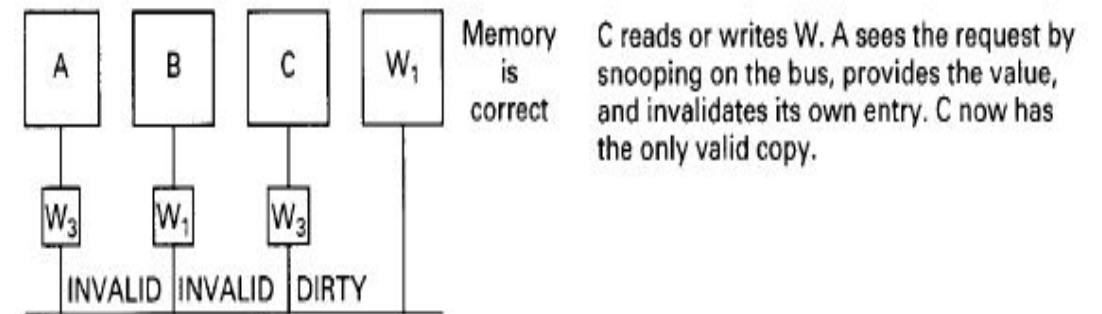 A B C W₁
Memory
is
correct
W₃ W₁ W₃
INVALID INVALID DIRTY
C reads or writes W. A sees the request by
snooping on the bus, provides the value,
and invalidates its own entry. C now has
the only valid copy.